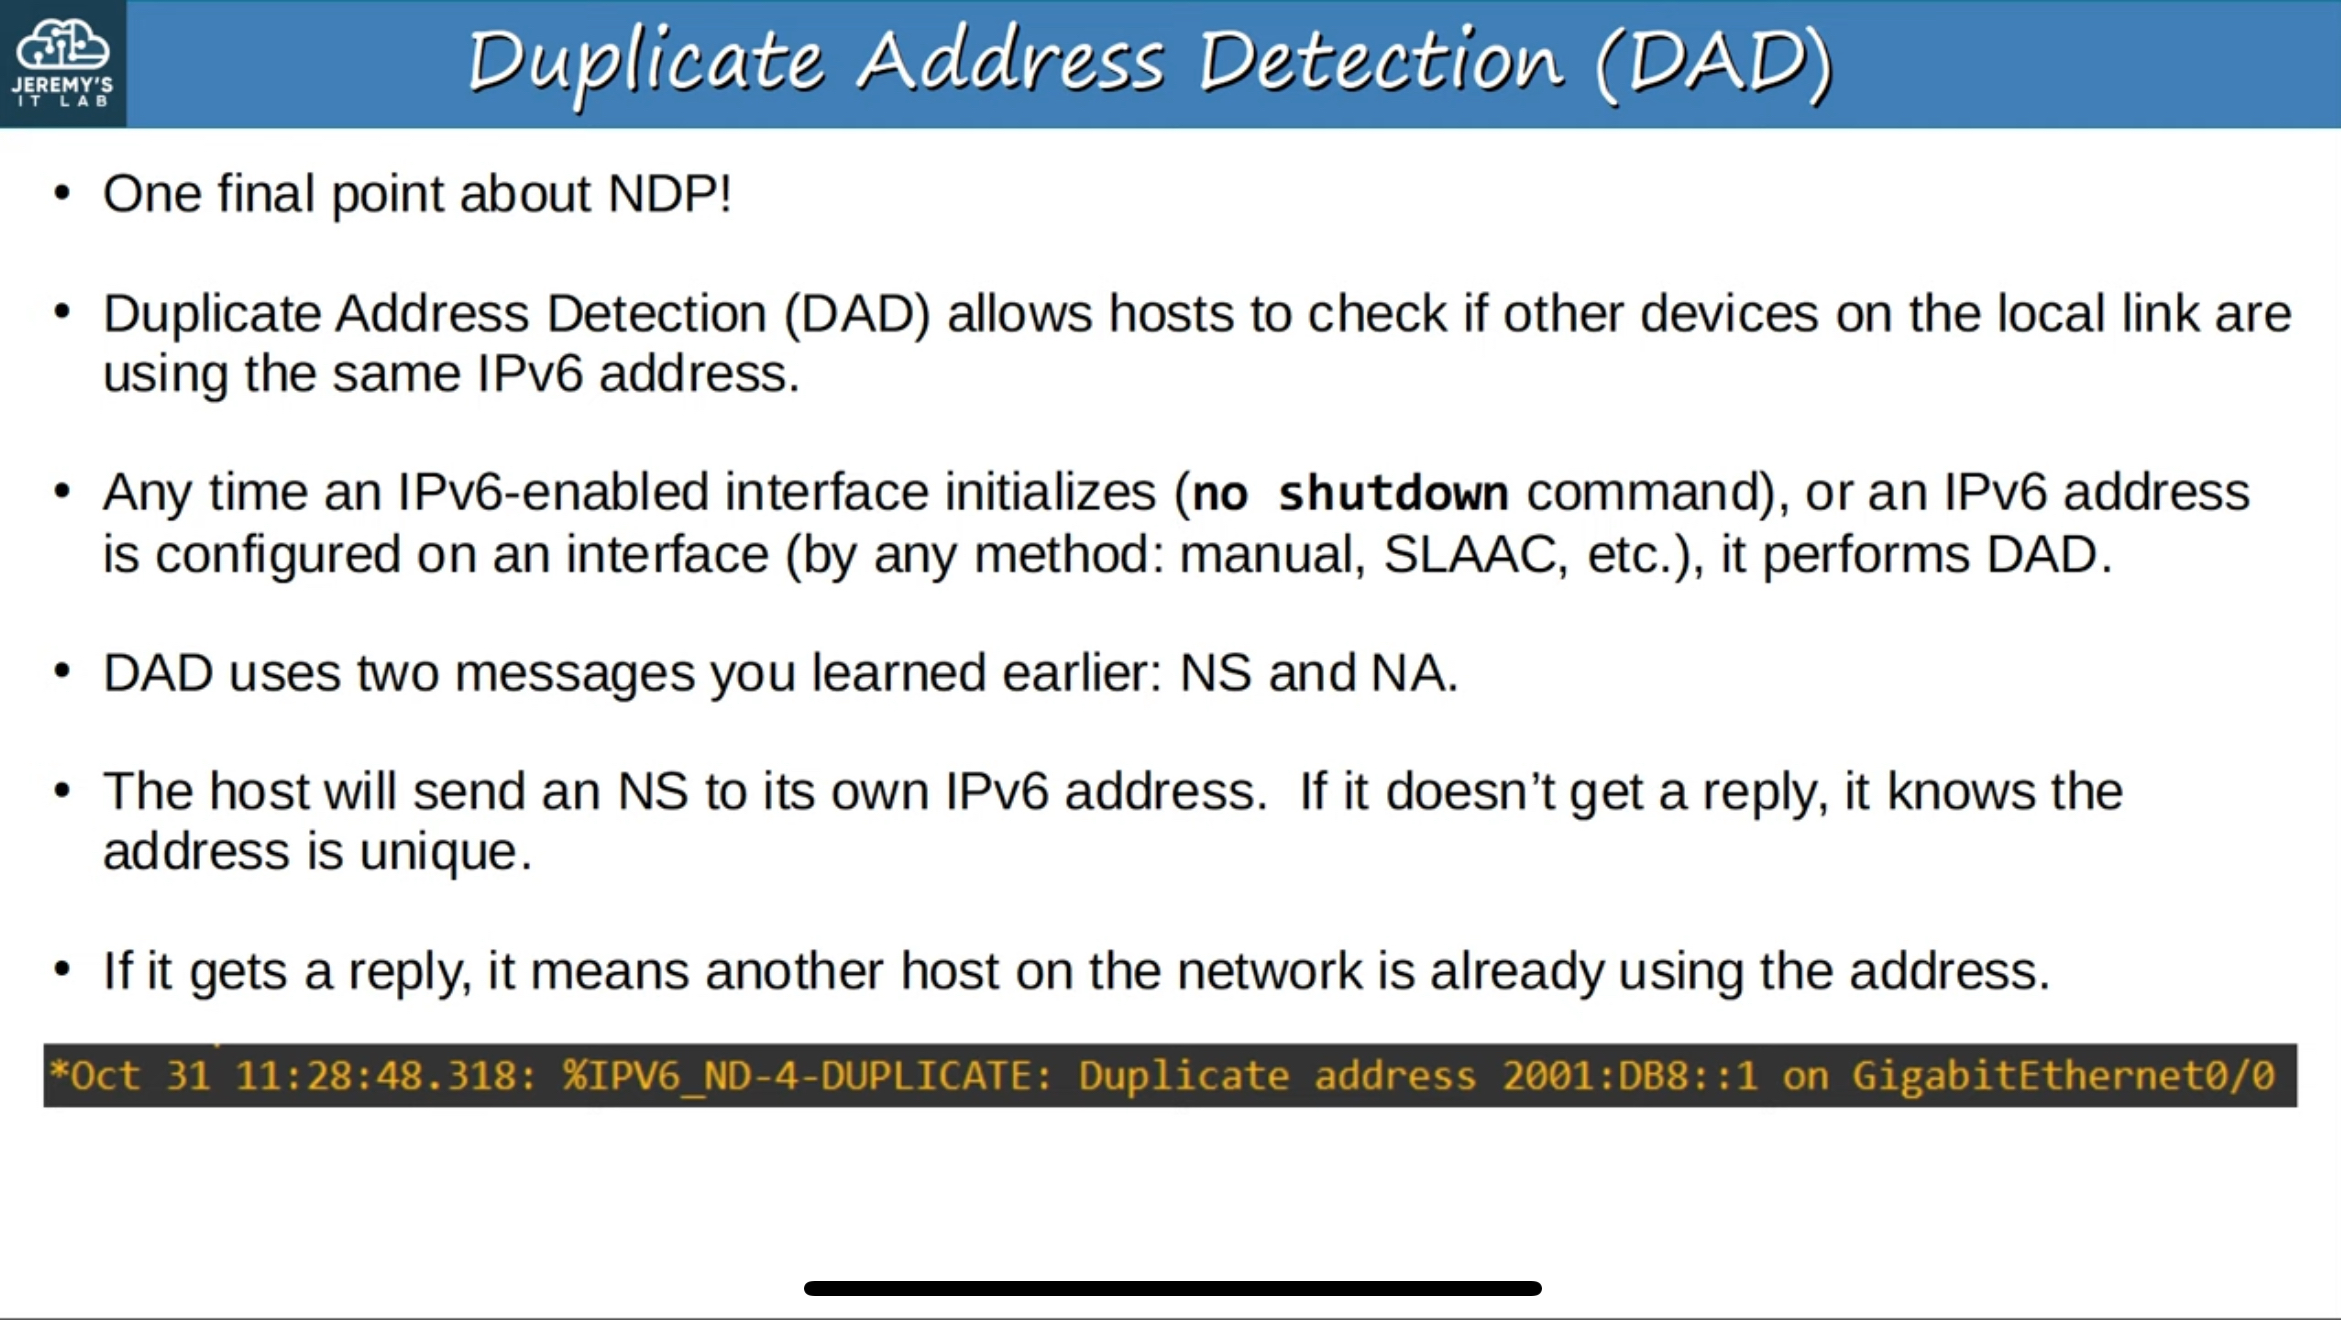 JEREMY'S
IT LAB
Duplicate Address Detection (DAD)
• One final point about NDP!
• Duplicate Address Detection (DAD) allows hosts to check if other devices on the local link are
using the same IPv6 address.
• Any time an IPv6-enabled interface initializes (no shutdown command), or an IPv6 address
is configured on an interface (by any method: manual, SLAAC, etc.), it performs DAD.
• DAD uses two messages you learned earlier: NS and NA.
• The host will send an NS to its own IPv6 address.  If it doesn’t get a reply, it knows the
address is unique.
• If it gets a reply, it means another host on the network is already using the address.
*Oct 31 11:28:48.318: %IPV6_ND-4-DUPLICATE: Duplicate address 2001:DB8::1 on GigabitEthernet0/0